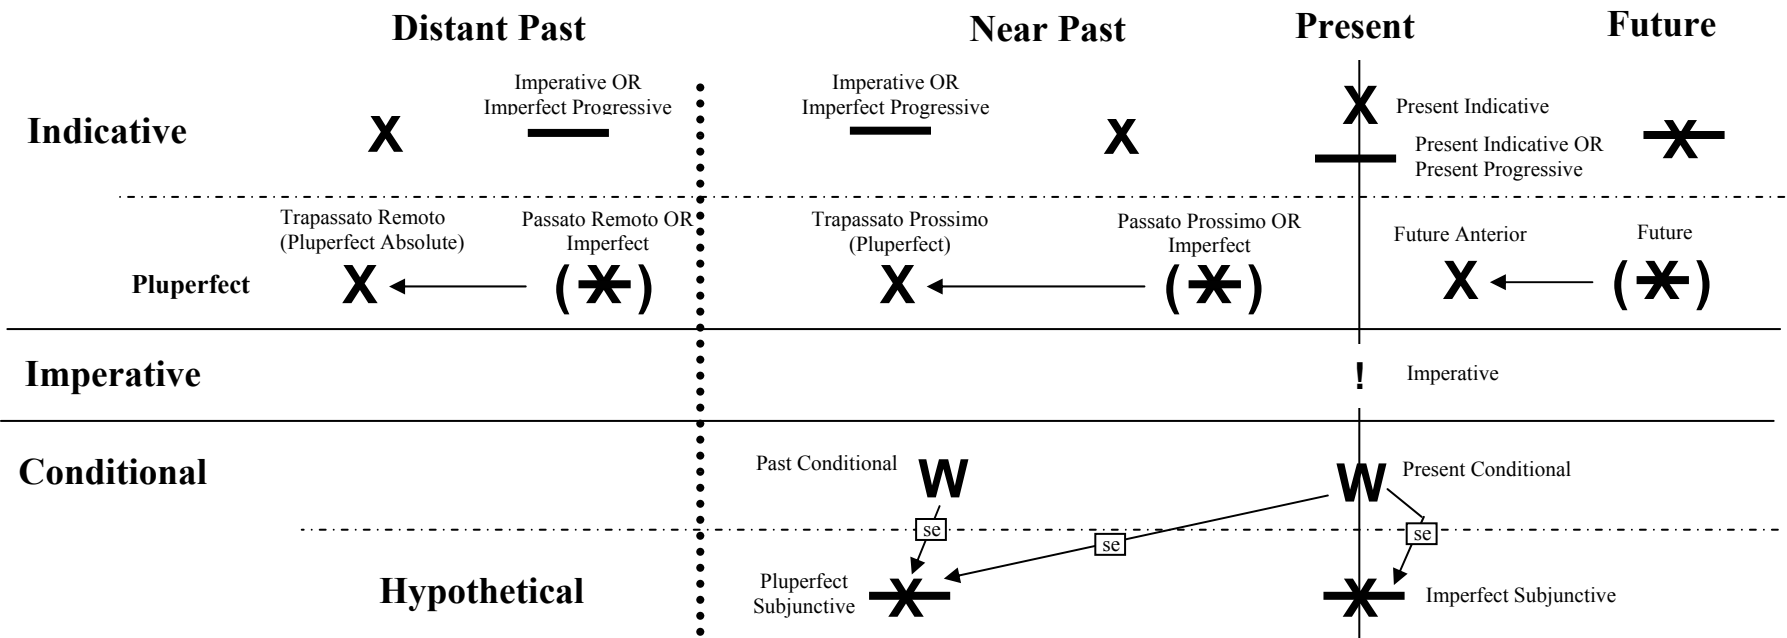 Distant Past
Near Past
Present
Future
Indicative
X
Imperative OR
Imperfect Progressive
Imperative OR
Imperfect Progressive
X
X
Present Indicative
Present Indicative OR
Present Progressive
X
Pluperfect
Trapassato Remoto
(Pluperfect Absolute)
X
Passato Remoto OR
Imperfect
(X)
Trapassato Prossimo
(Pluperfect)
X
Passato Prossimo OR
Imperfect
(X)
Future Anterior
X
Future
(X)
Imperative
!
Imperative
Conditional
Past Conditional
W
W
Present Conditional
se
se
se
Hypothetical
Pluperfect
Subjunctive
X
X
Imperfect Subjunctive